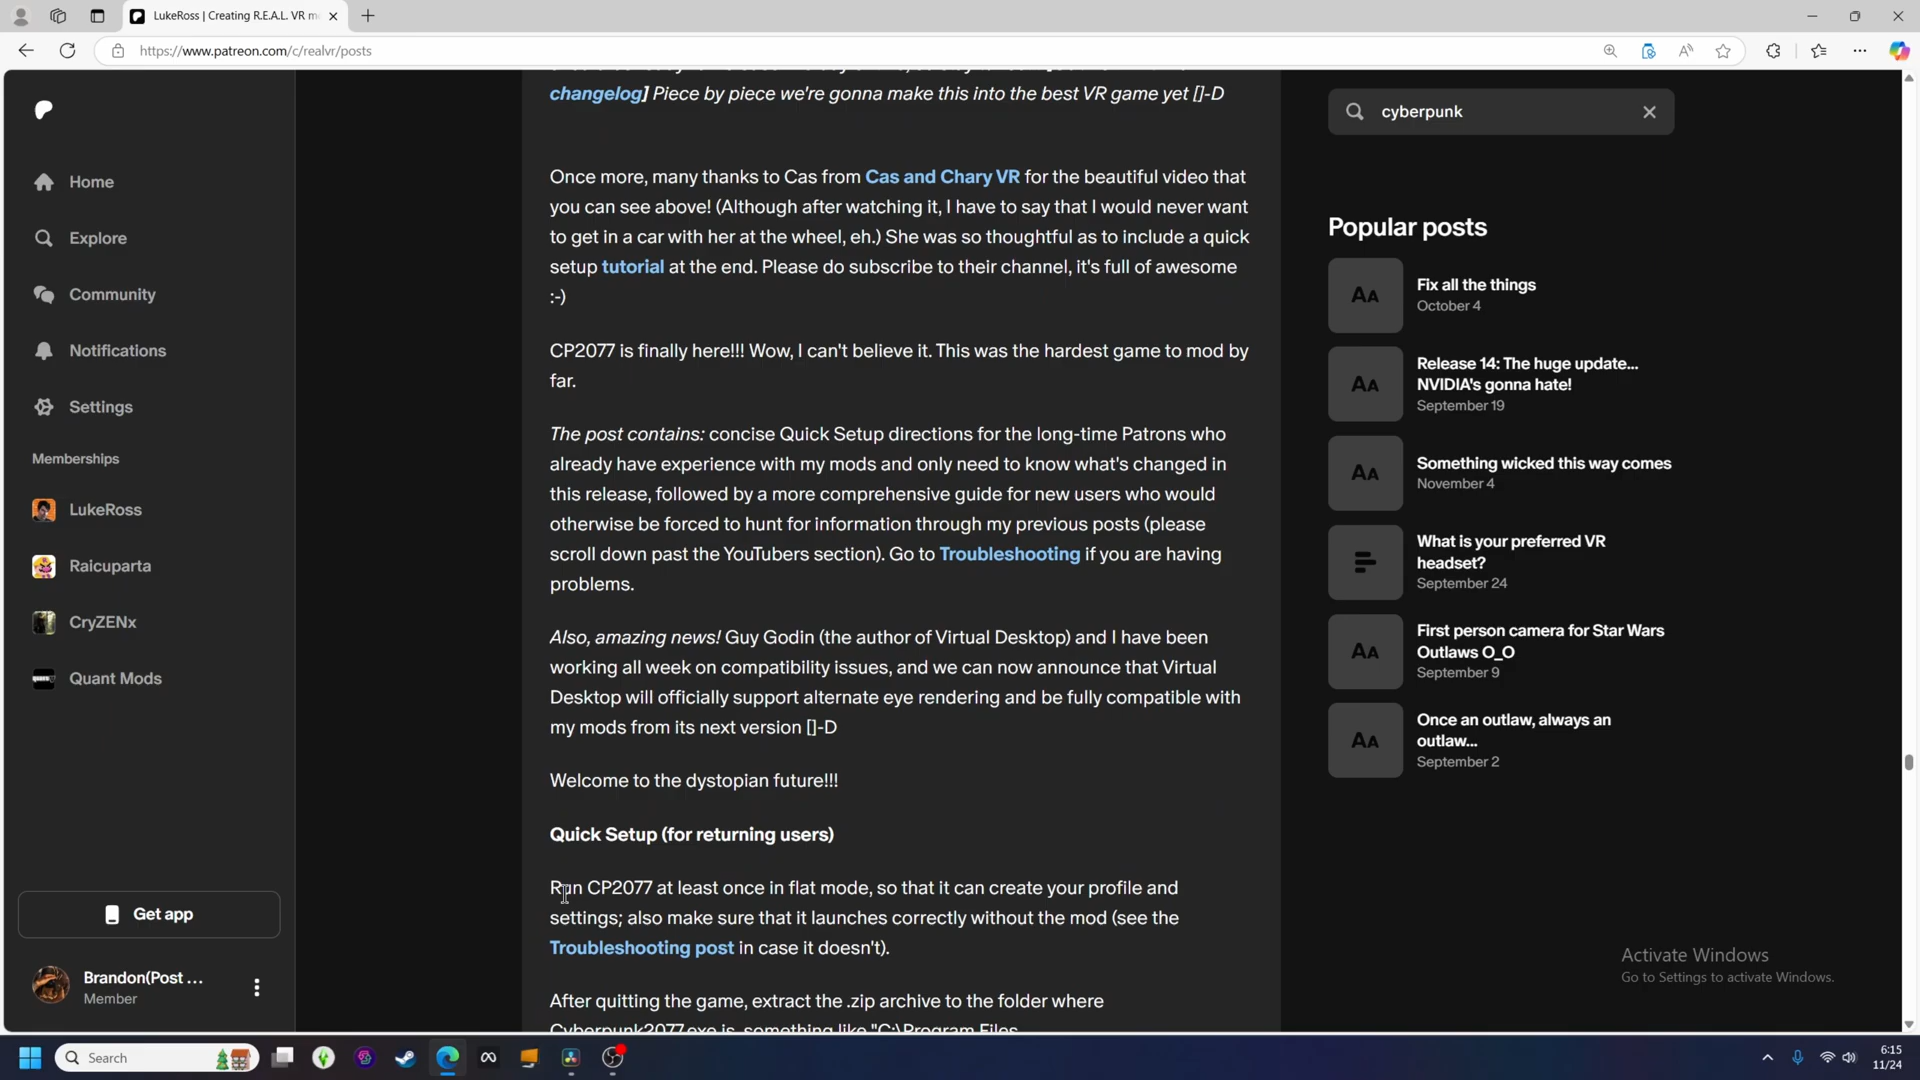 LukeRoss | Creating R.E.A.L. VR m
https://www.patreon.com/c/realvr/posts
Home
Explore
Community
Notifications
Settings
Memberships
LukeRoss
Raicuparta
CryZENx
Quant Mods
Get app
Brandon(Post ...
Member
changelog] Piece by piece we're gonna make this into the best VR game yet []-D
Once more, many thanks to Cas from Cas and Chary VR for the beautiful video that
you can see above! (Although after watching it, I have to say that I would never want
to get in a car with her at the wheel, eh.) She was so thoughtful as to include a quick
setup tutorial at the end. Please do subscribe to their channel, it's full of awesome
:-)
CP2077 is finally here!!! Wow, I can't believe it. This was the hardest game to mod by
far.
The post contains: concise Quick Setup directions for the long-time Patrons who
already have experience with my mods and only need to know what's changed in
this release, followed by a more comprehensive guide for new users who would
otherwise be forced to hunt for information through my previous posts (please
scroll down past the YouTubers section). Go to Troubleshooting if you are having
problems.
Also, amazing news! Guy Godin (the author of Virtual Desktop) and I have been
working all week on compatibility issues, and we can now announce that Virtual
Desktop will officially support alternate eye rendering and be fully compatible with
my mods from its next version []-D
Welcome to the dystopian future!!!
Quick Setup (for returning users)
Run CP2077 at least once in flat mode, so that it can create your profile and
settings; also make sure that it launches correctly without the mod (see the
Troubleshooting post in case it doesn't).
After quitting the game, extract the .zip archive to the folder where
Cyberpunk2077.exe is, something like "C:\Program Files
cyberpunk
Popular posts
AA
Fix all the things
October 4
AA
Release 14: The huge update...
NVIDIA's gonna hate!
September 19
AA
Something wicked this way comes
November 4
What is your preferred VR
headset?
September 24
AA
First person camera for Star Wars
Outlaws O_O
September 9
AA
Once an outlaw, always an
outlaw...
September 2
Activate Windows
Go to Settings to activate Windows.
Search
6:15
11/24